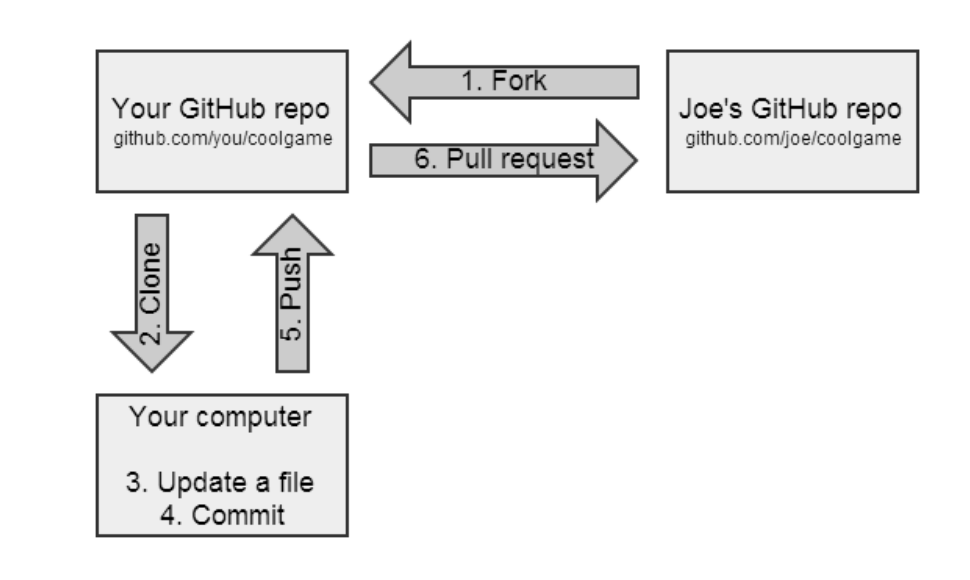 1. Fork
Your GitHub repo
github.com/you/coolgame
Joe's GitHub repo
github.com/joe/coolgame
6. Pull request
2. Clone
5. Push
Your computer
3. Update a file
4. Commit